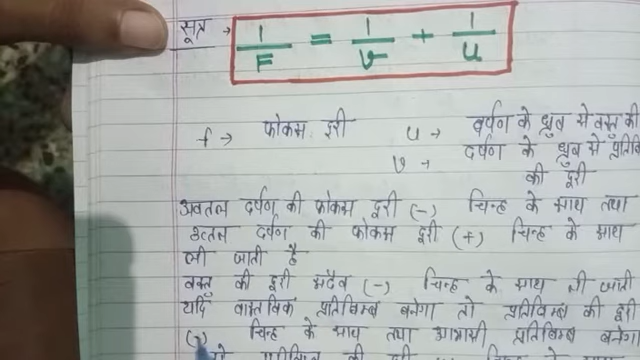 सूत्र → 1/F = 1/v + 1/u
f → फोकस दूरी u → दर्पण के ध्रुव से वस्तु की
v → दर्पण के ध्रुव से
की दूरी
अवतल दर्पण की फोकस दूरी (-) चिन्ह के साथ तथा
उत्तल दर्पण की फोकस दूरी (+) चिन्ह के साथ
ली जाती है
वस्तु की दूरी सदैव (-) चिन्ह के साथ ली जाती
यदि वास्तविक प्रतिबिम्ब बनेगा तो प्रतिबिम्ब की दूरी
चिन्ह के साथ तथा आभासी प्रतिबिम्ब बनेगा